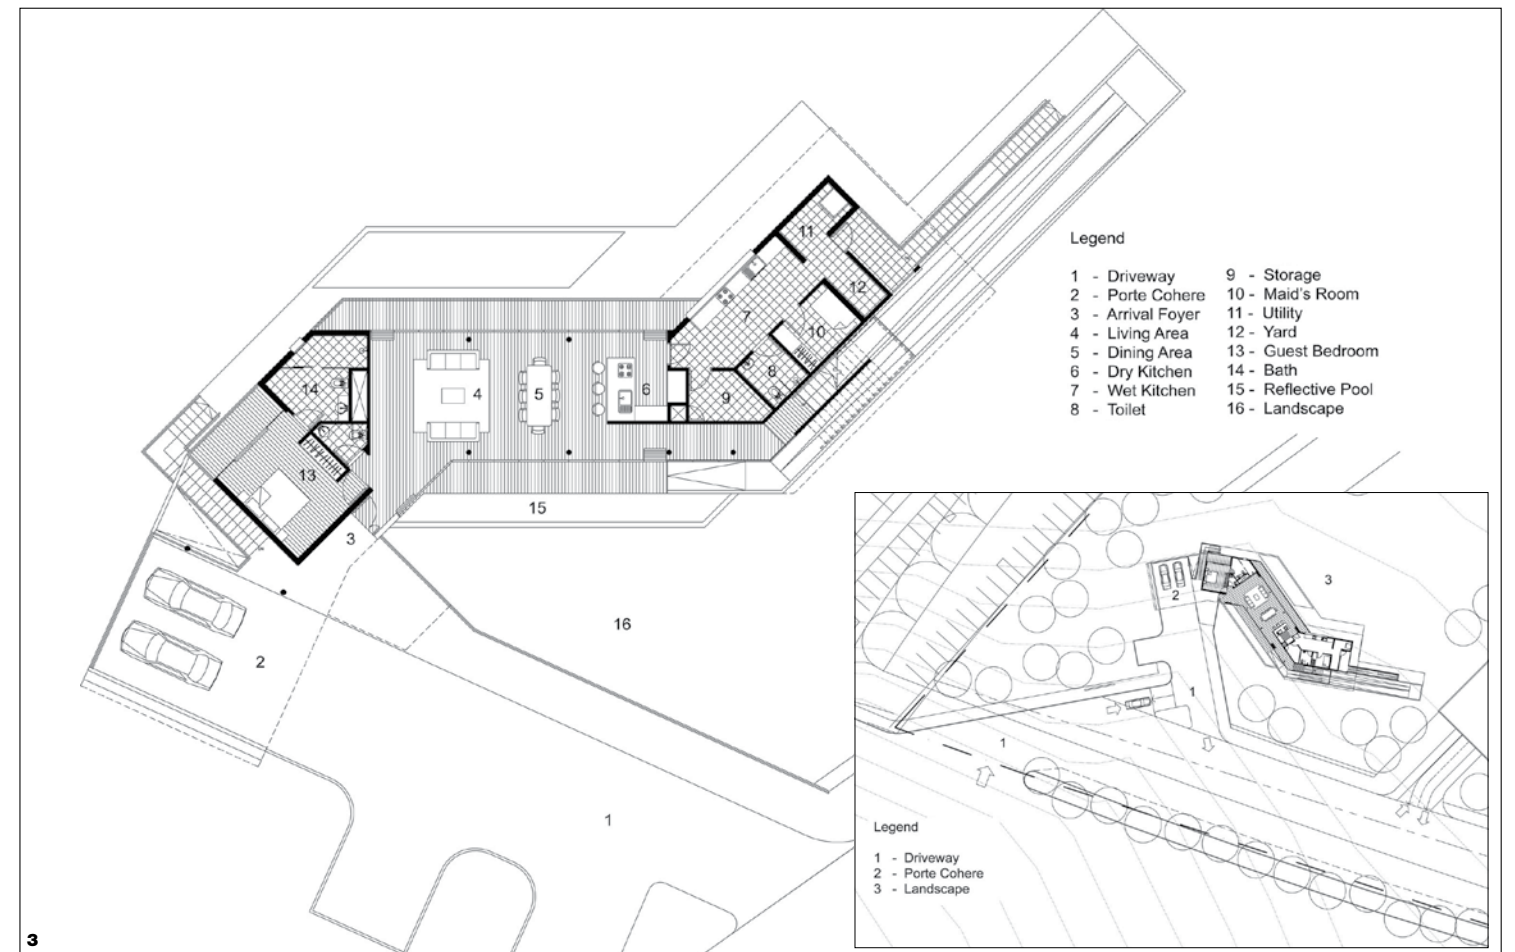 11
12
7
10
8
14
4
5
6
9
13
15
3
16
2
1
Legend
1 - Driveway
2 - Porte Cohere
3 - Arrival Foyer
4 - Living Area
5 - Dining Area
6 - Dry Kitchen
7 - Wet Kitchen
8 - Toilet
9 - Storage
10 - Maid's Room
11 - Utility
12 - Yard
13 - Guest Bedroom
14 - Bath
15 - Reflective Pool
16 - Landscape
3
2
1
1
Legend
1 - Driveway
2 - Porte Cohere
3 - Landscape
3